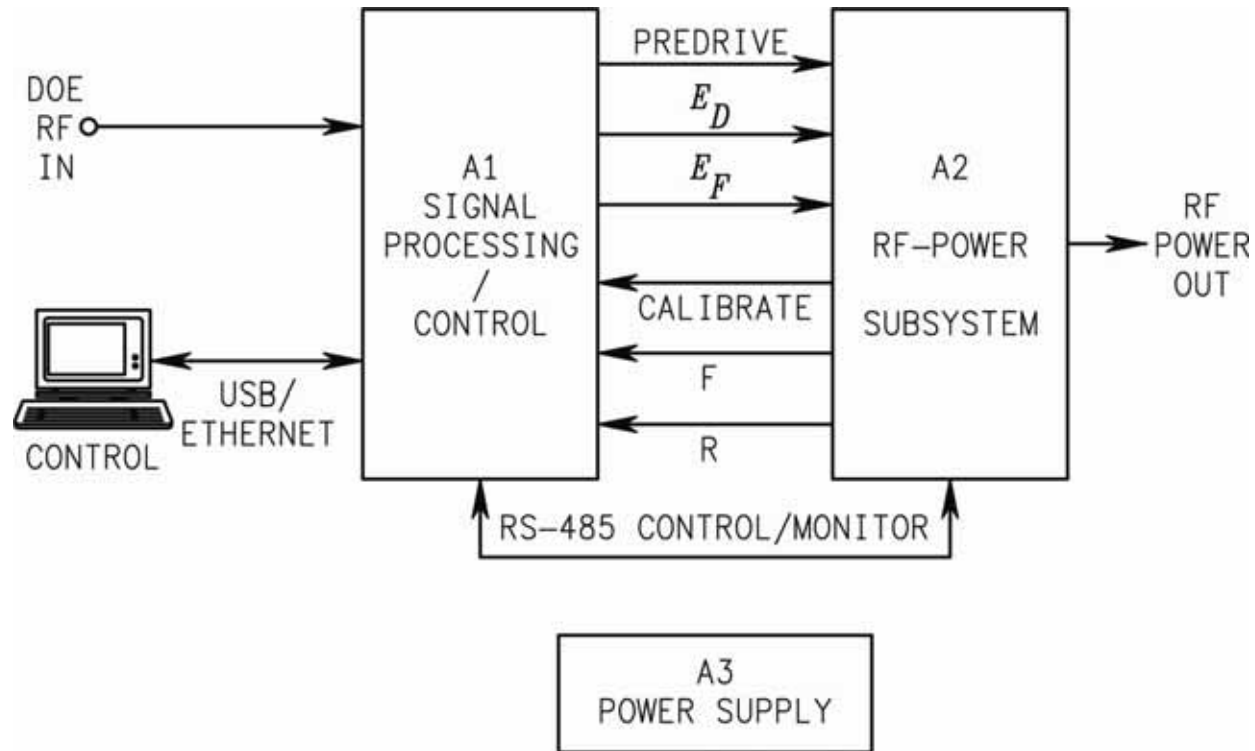 DOE
RF
IN
CONTROL
USB/
ETHERNET
A1
SIGNAL
PROCESSING
/
CONTROL
PREDRIVE
E_D
E_F
CALIBRATE
F
R
A2
RF-POWER
SUBSYSTEM
RF
POWER
OUT
RS-485 CONTROL/MONITOR
A3
POWER SUPPLY